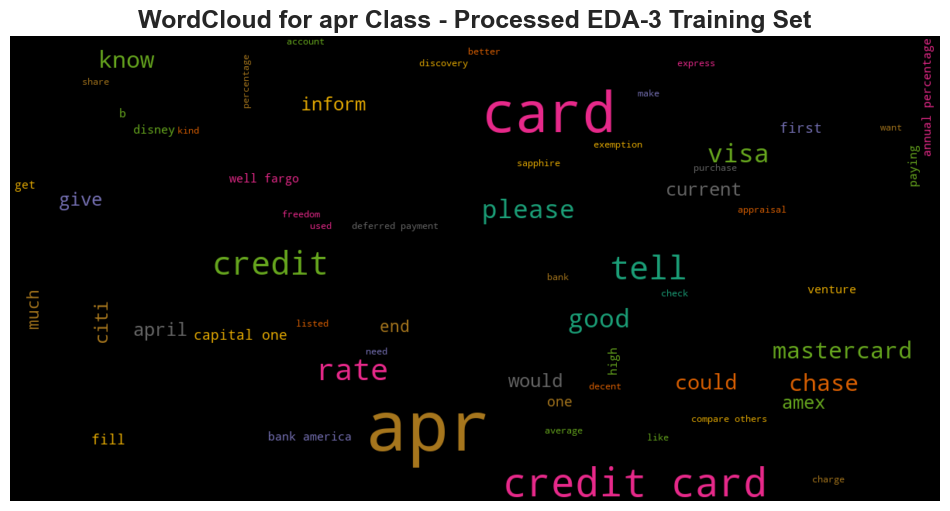 WordCloud for apr Class - Processed EDA-3 Training Set
account
better
know
discovery
express
percentage
share
annual percentage
make
card
inform
b
first
want
disney
kind
exemption
visa
sapphire
purchase
paying
well fargo
get
current
give
please
appraisal
freedom
used
deferred payment
credit
tell
bank
venture
check
much
citi
good
listed
april
capital one
end
need
mastercard
high
rate
would
decent
could
chase
one
amex
apr
compare others
average
like
fill
bank america
credit card
charge